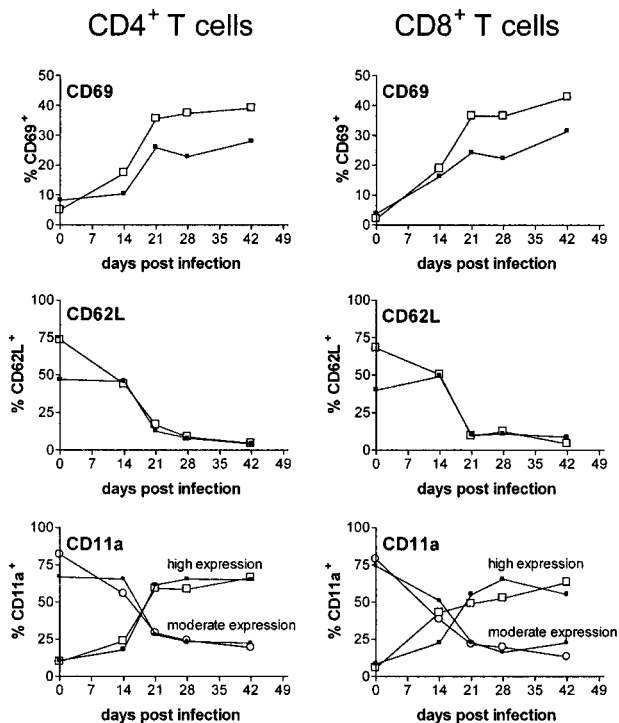 CD4+ T cells
CD8+ T cells
CD69
% CD69+
50
40
30
20
10
0
0 7 14 21 28 35 42 49
days post infection
CD69
% CD69+
50
40
30
20
10
0
0 7 14 21 28 35 42 49
days post infection
CD62L
% CD62L+
100
75
50
25
0
0 7 14 21 28 35 42 49
days post infection
CD62L
% CD62L+
100
75
50
25
0
0 7 14 21 28 35 42 49
days post infection
CD11a
% CD11a+
100
75
50
25
0
high expression
moderate expression
0 7 14 21 28 35 42 49
days post infection
CD11a
% CD11a+
100
75
50
25
0
high expression
moderate expression
0 7 14 21 28 35 42 49
days post infection